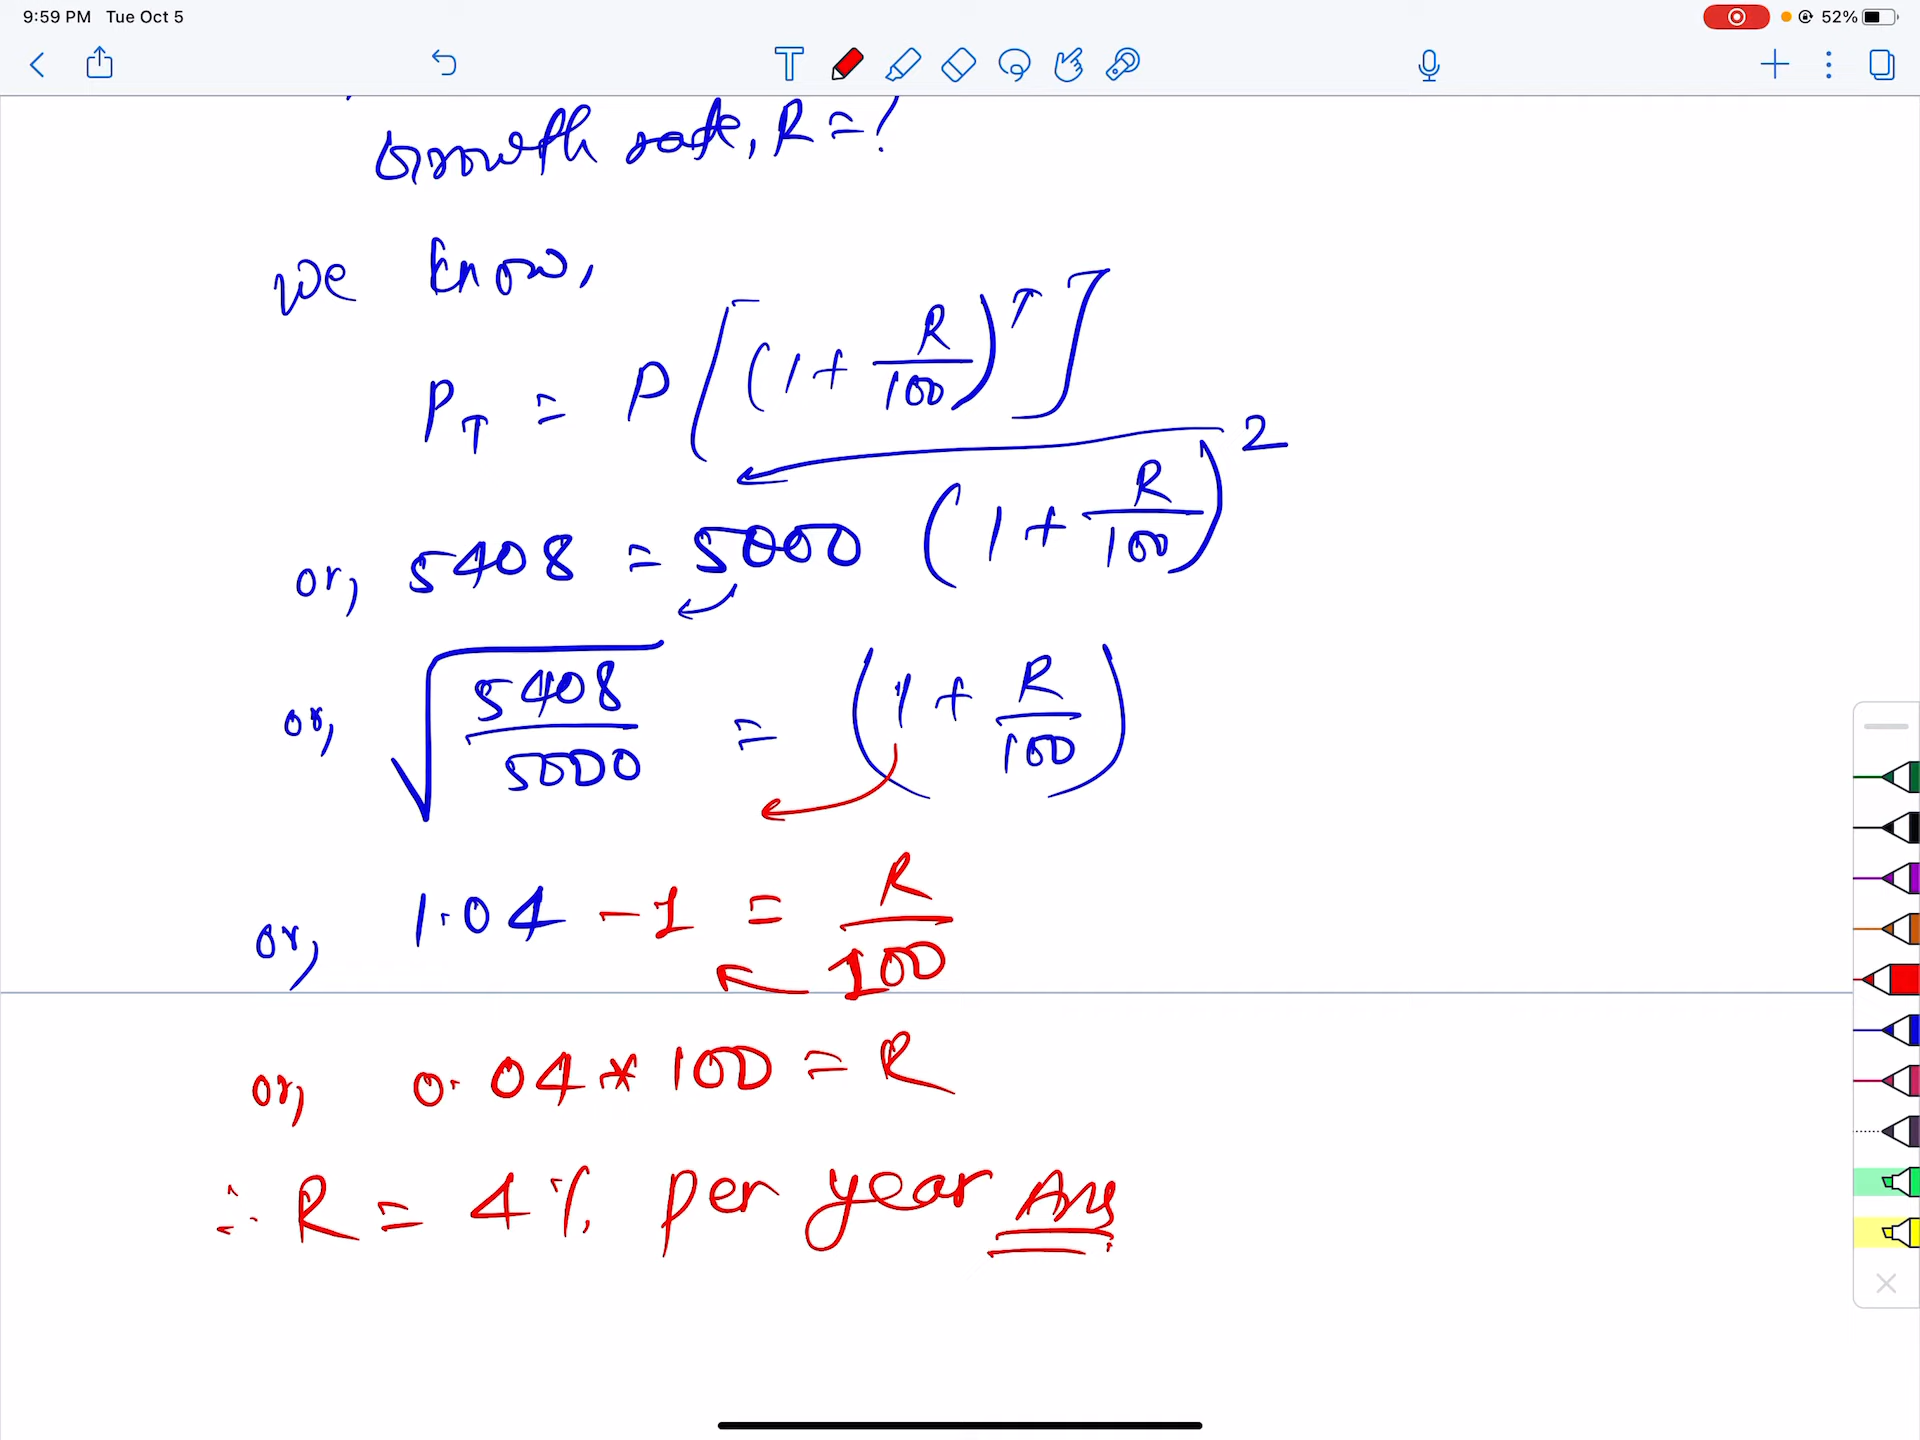 9:59 PM Tue Oct 5
52%
Growth rate, R = ?
We know,
P_T = P [(1 + R/100)^T]
or, 5408 = 5000 (1 + R/100)^2
or, √(5408/5000) = (1 + R/100)
or, 1.04 - 1 = R/100
or, 0.04 * 100 = R
∴ R = 4% per year Ans